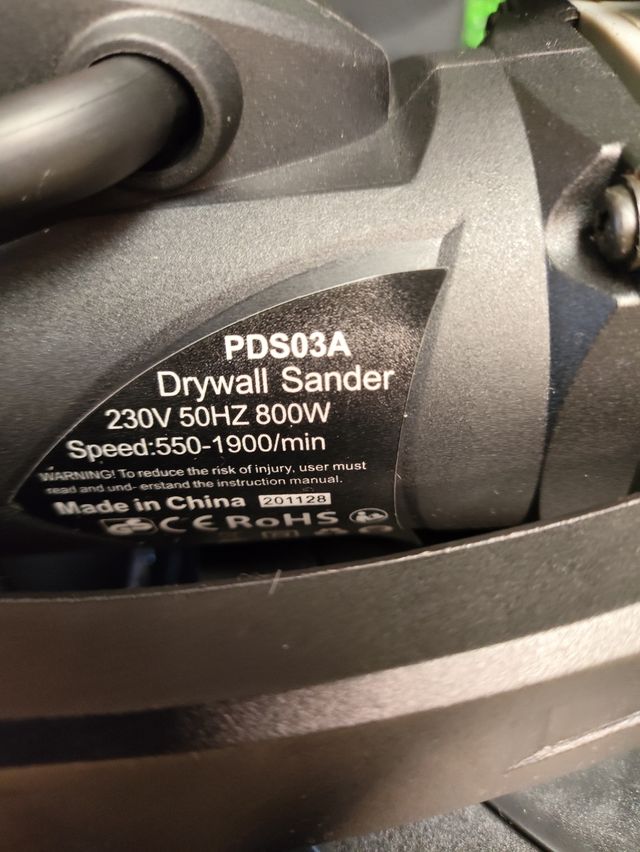 PDS03A
Drywall Sander
230V 50HZ 800W
Speed:550-1900/min
WARNING! To reduce the risk of injury, user must
read and und- erstand the instruction manual.
Made in China 201128
CE RoHS